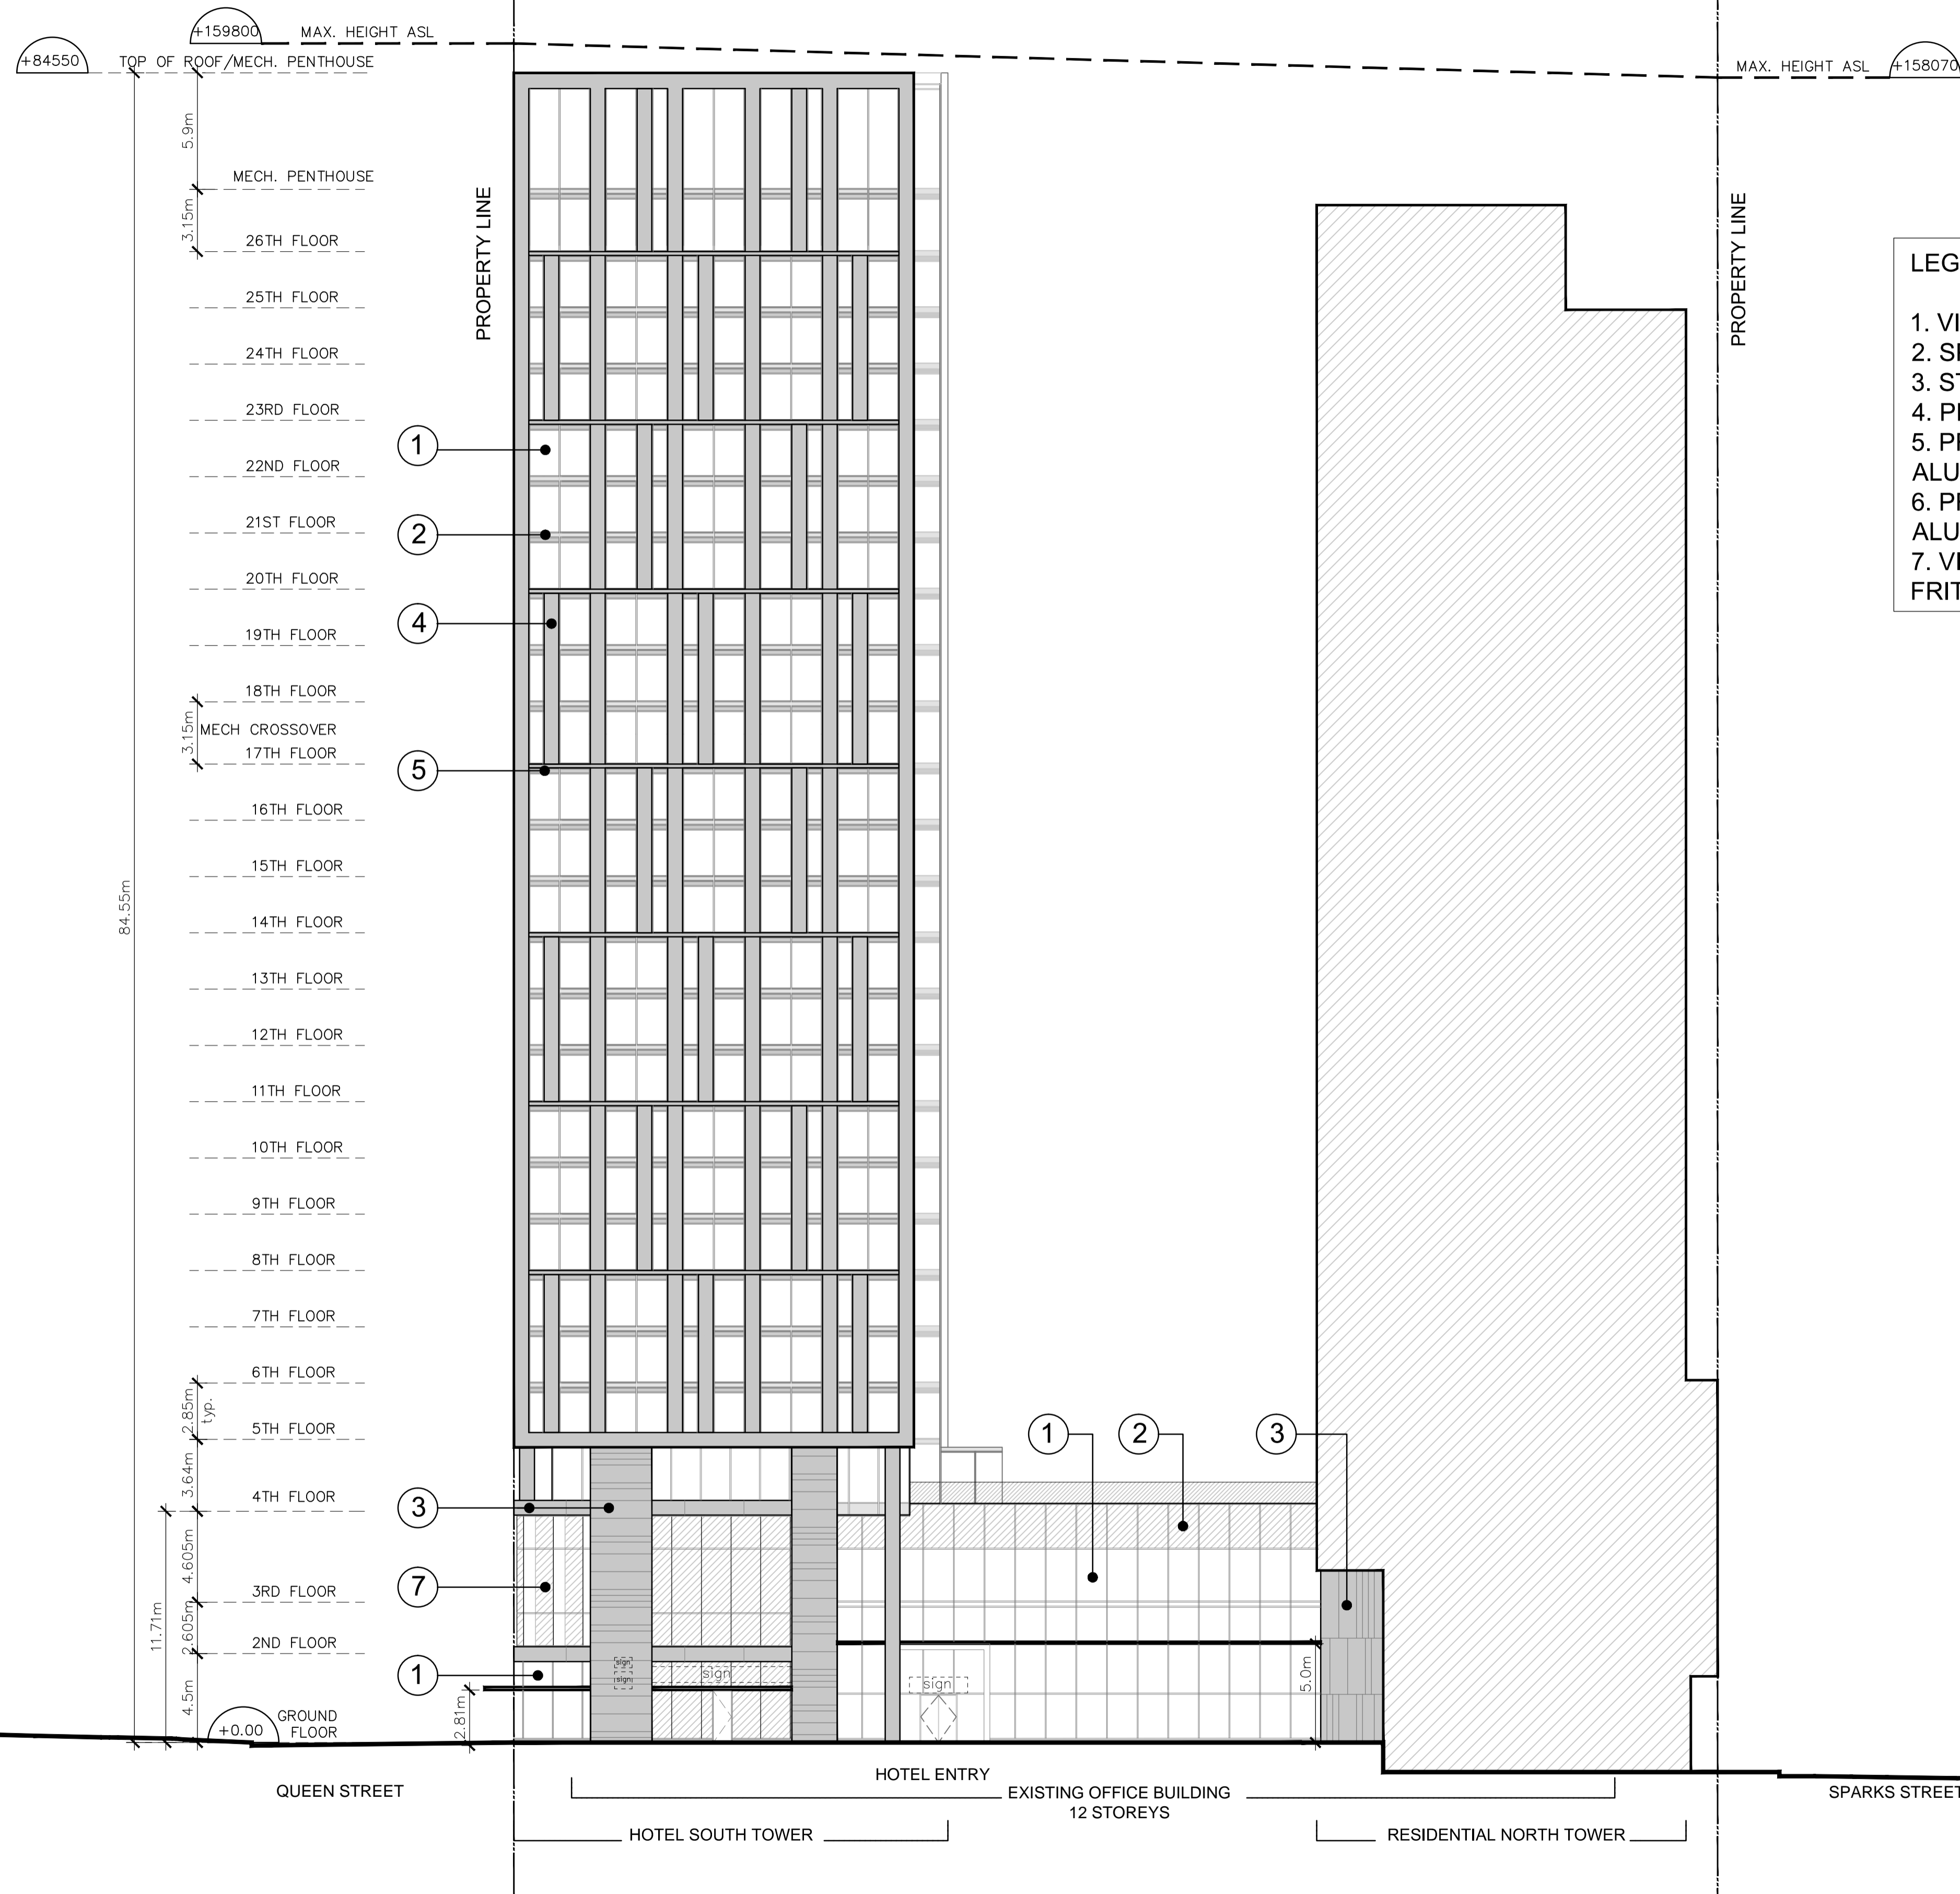 +159800
MAX. HEIGHT ASL
+84550
TOP OF ROOF/MECH. PENTHOUSE
MAX. HEIGHT ASL
+158070
5.9m
MECH. PENTHOUSE
3.15m
26TH FLOOR
25TH FLOOR
24TH FLOOR
23RD FLOOR
22ND FLOOR
21ST FLOOR
20TH FLOOR
19TH FLOOR
18TH FLOOR
3.15m
MECH CROSSOVER
17TH FLOOR
16TH FLOOR
15TH FLOOR
14TH FLOOR
13TH FLOOR
12TH FLOOR
11TH FLOOR
10TH FLOOR
9TH FLOOR
8TH FLOOR
7TH FLOOR
6TH FLOOR
2.85m
typ.
5TH FLOOR
3.64m
4TH FLOOR
4.605m
3RD FLOOR
2.605m
2ND FLOOR
4.5m
GROUND
FLOOR
+0.00
84.55m
11.71m
2.81m
PROPERTY LINE
PROPERTY LINE
1
2
4
5
3
7
1
1
2
3
sign
sign
sign
sign
5.0m
LEG
1. VI
2. SI
3. ST
4. P
5. P
ALU
6. P
ALU
7. VI
FRIT
QUEEN STREET
HOTEL ENTRY
EXISTING OFFICE BUILDING
12 STOREYS
SPARKS STREET
HOTEL SOUTH TOWER
RESIDENTIAL NORTH TOWER